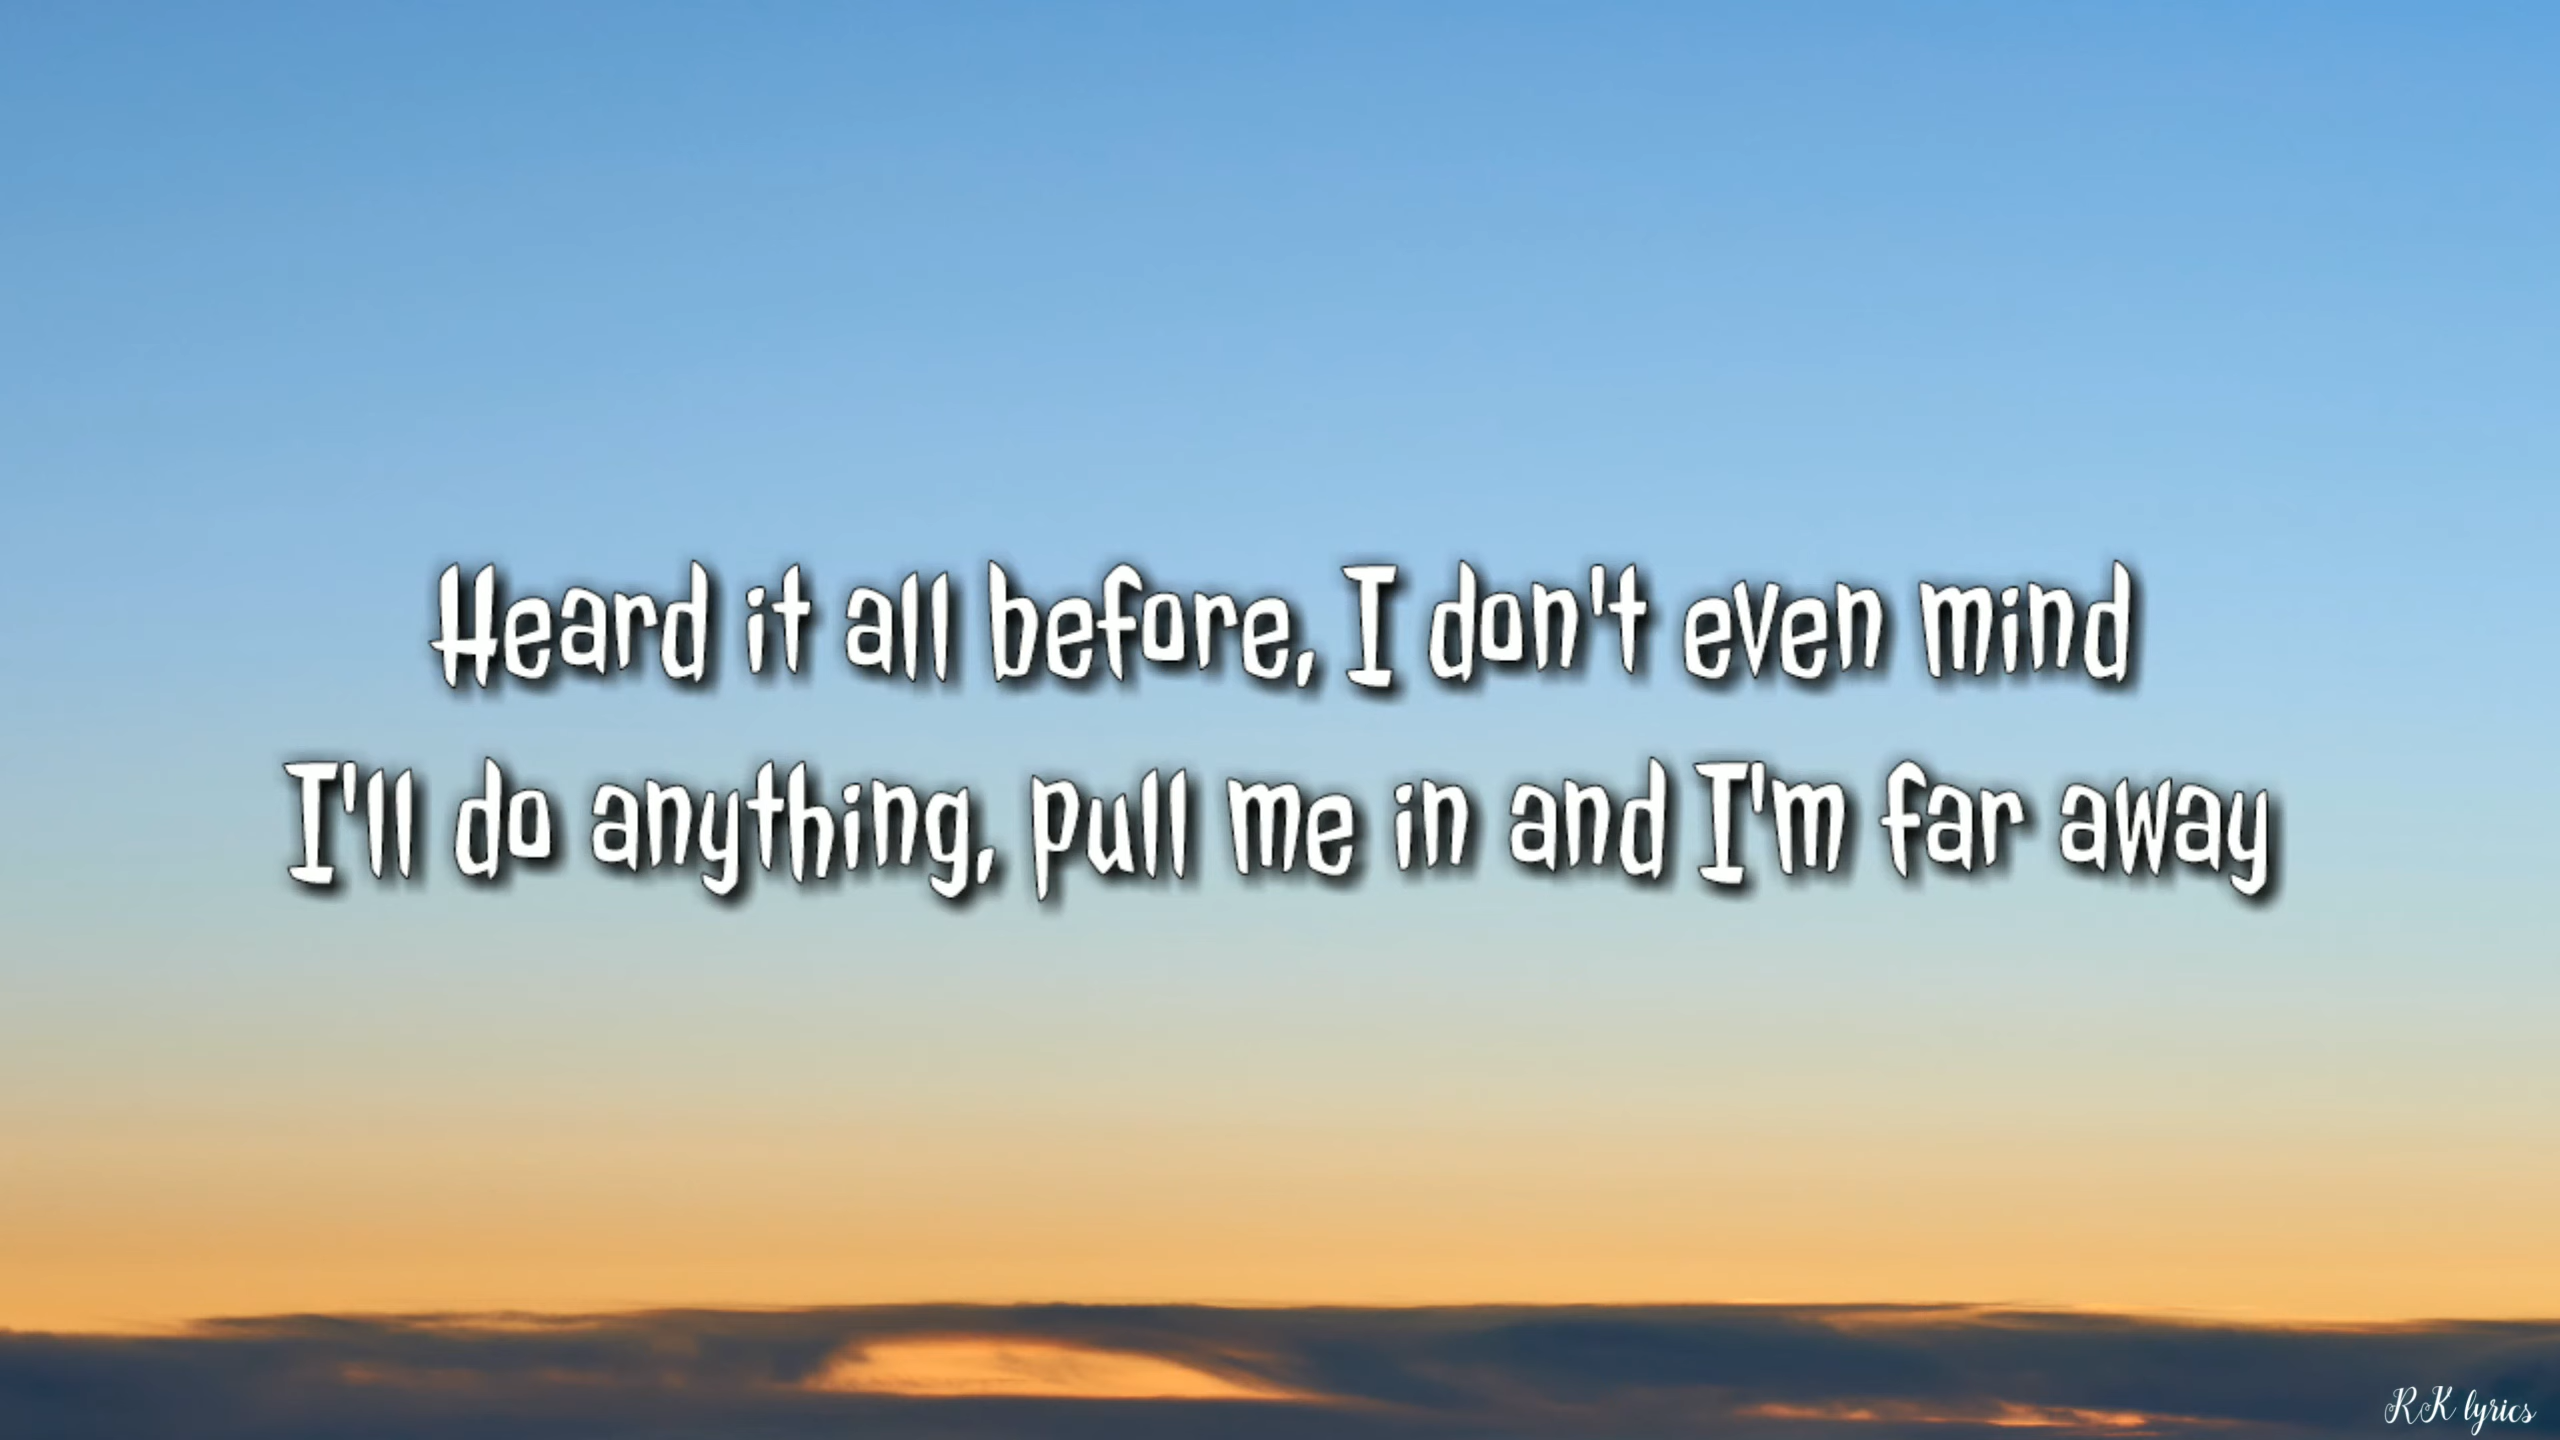 Heard it all before, I don't even mind
I'll do anything, pull me in and I'm far away
RK lyrics